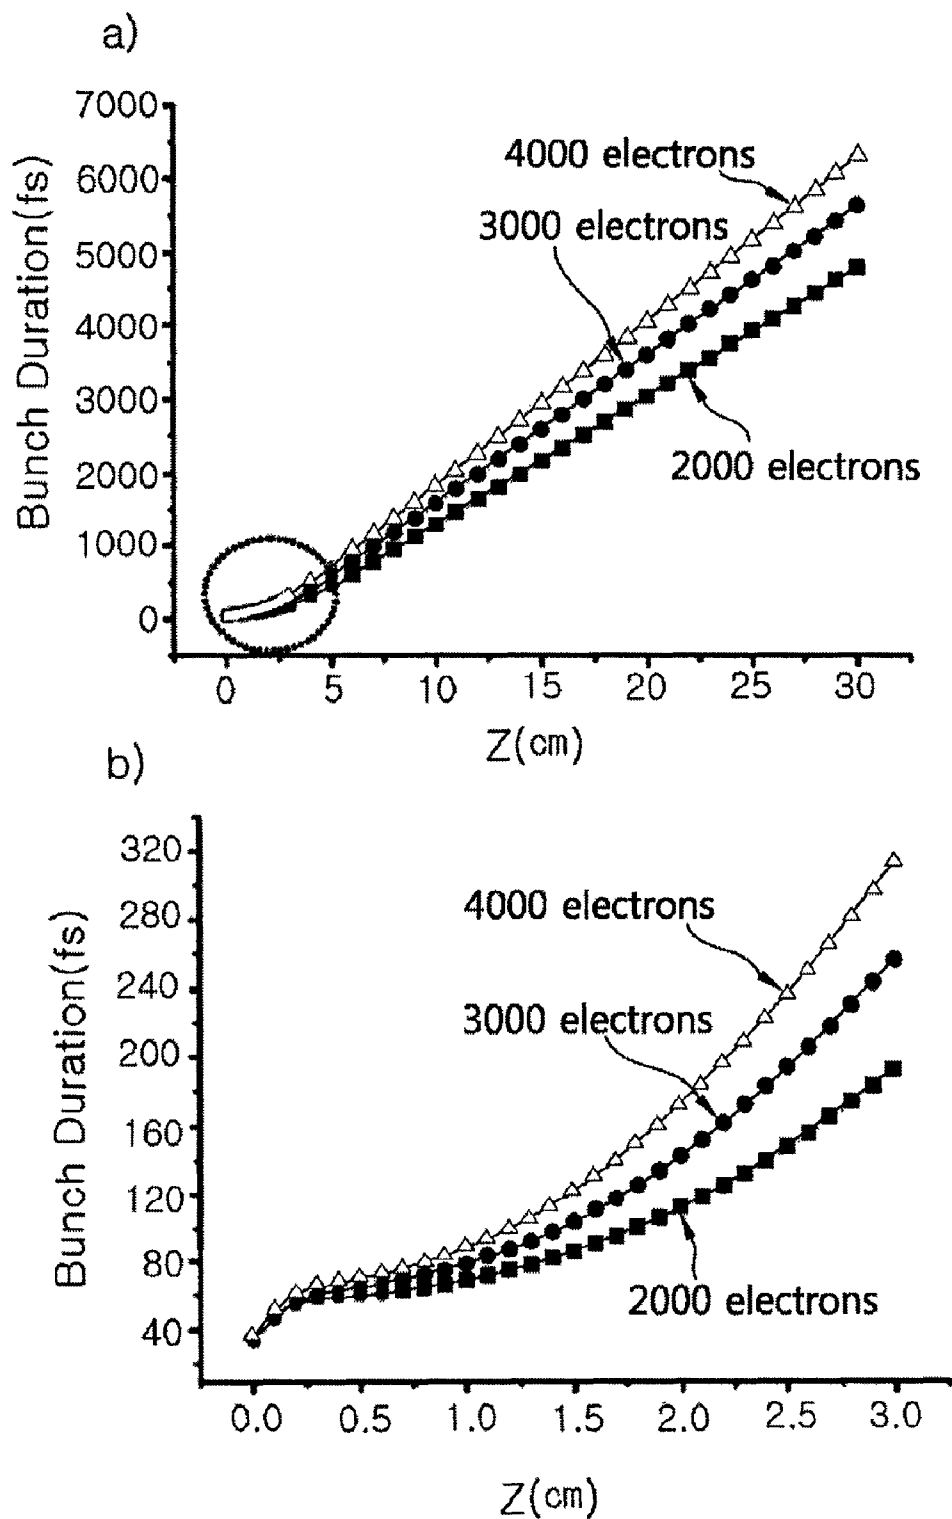 a)
7000
6000
5000
4000
3000
2000
1000
0
Bunch Duration(fs)
4000 electrons
3000 electrons
2000 electrons
0 5 10 15 20 25 30
Z(cm)
b)
320
280
240
200
160
120
80
40
Bunch Duration(fs)
4000 electrons
3000 electrons
2000 electrons
0.0 0.5 1.0 1.5 2.0 2.5 3.0
Z(cm)